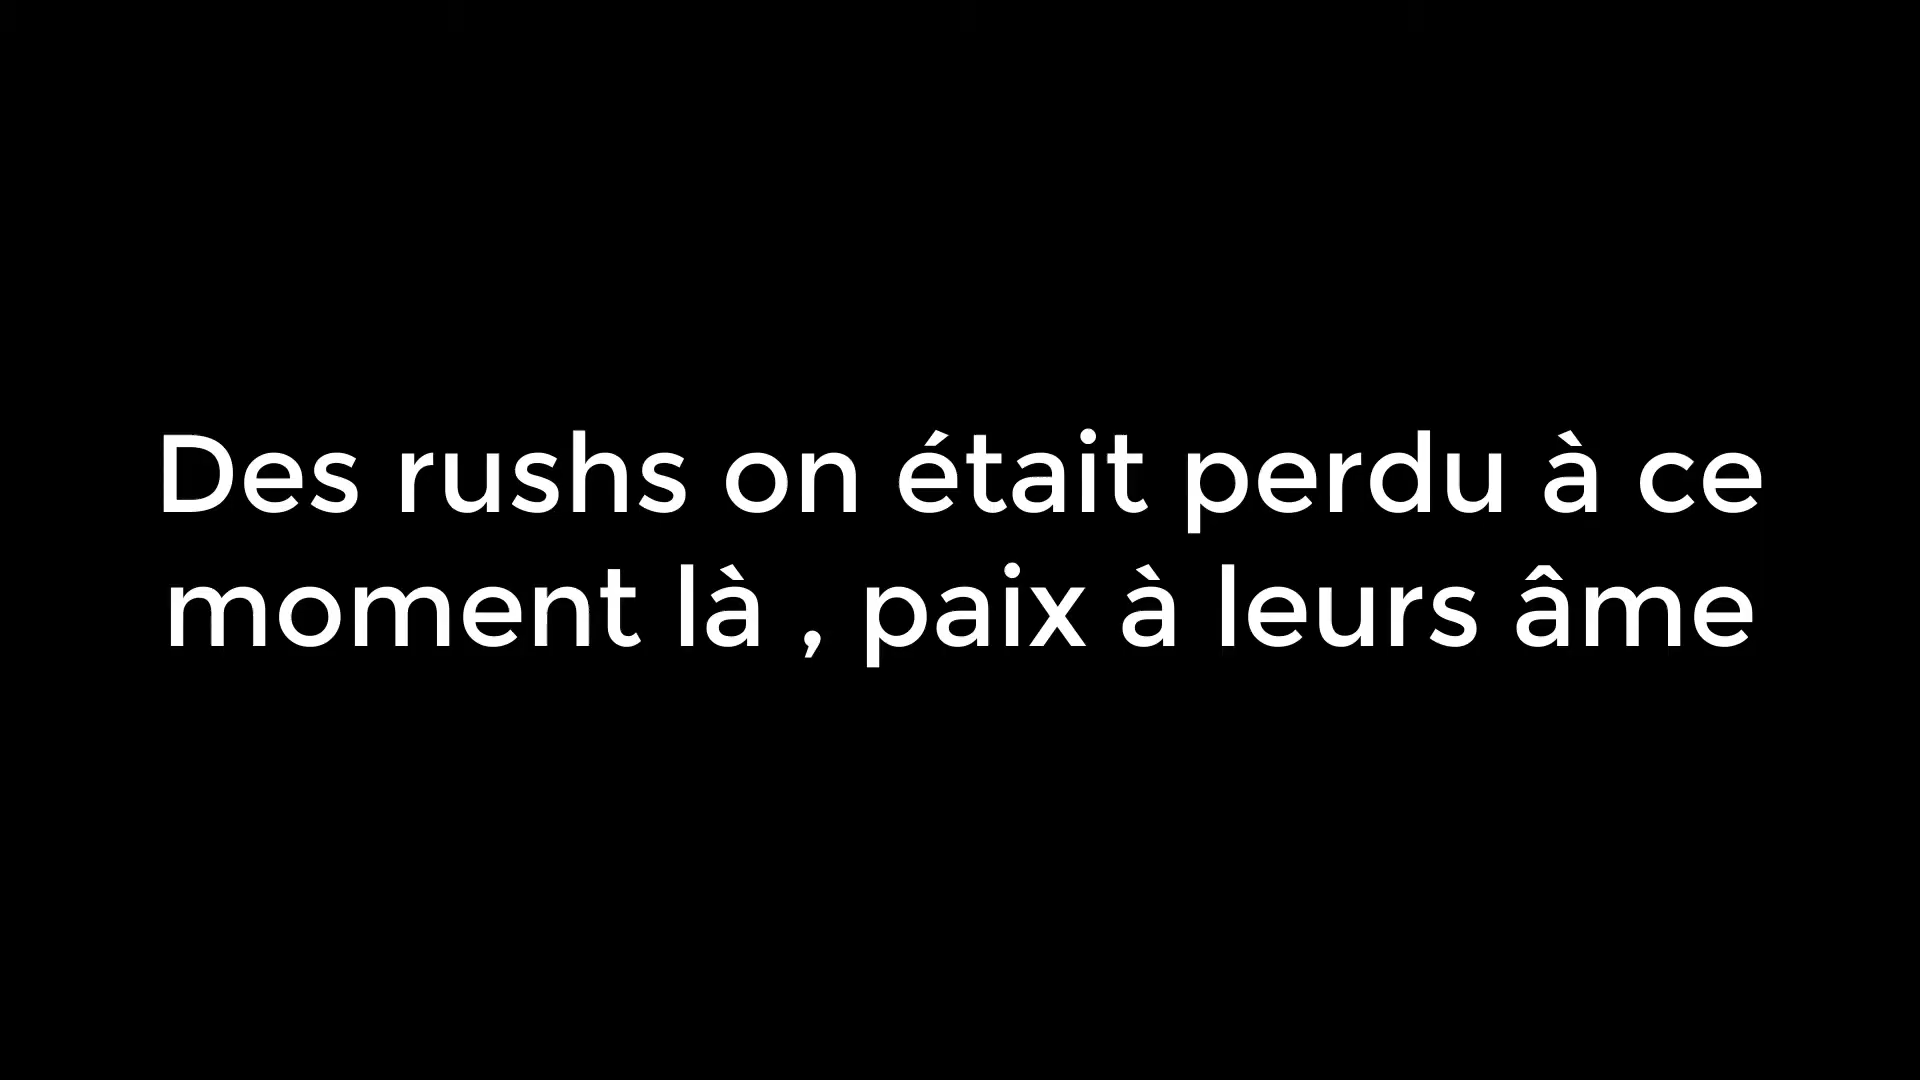 Des rushs on était perdu à ce
moment là , paix à leurs âme